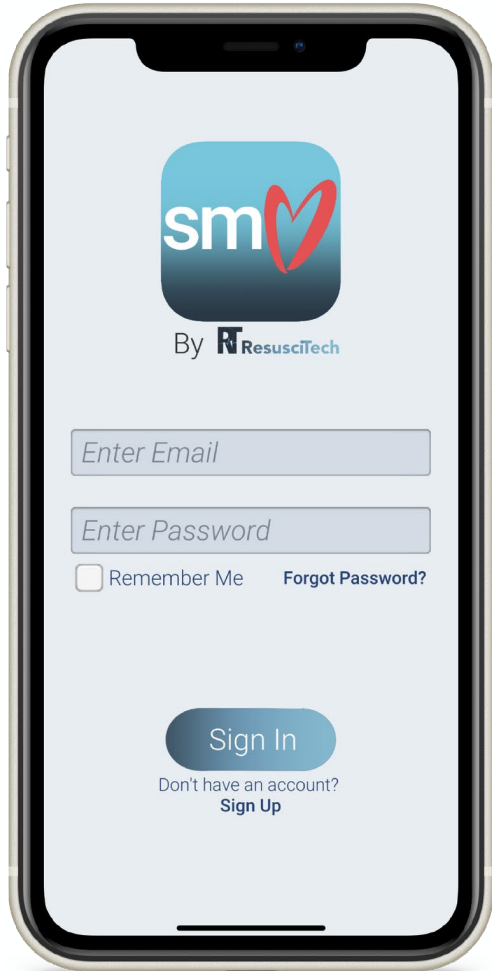 sm
By RT ResusciTech
Enter Email
Enter Password
Remember Me Forgot Password?
Sign In
Don't have an account?
Sign Up